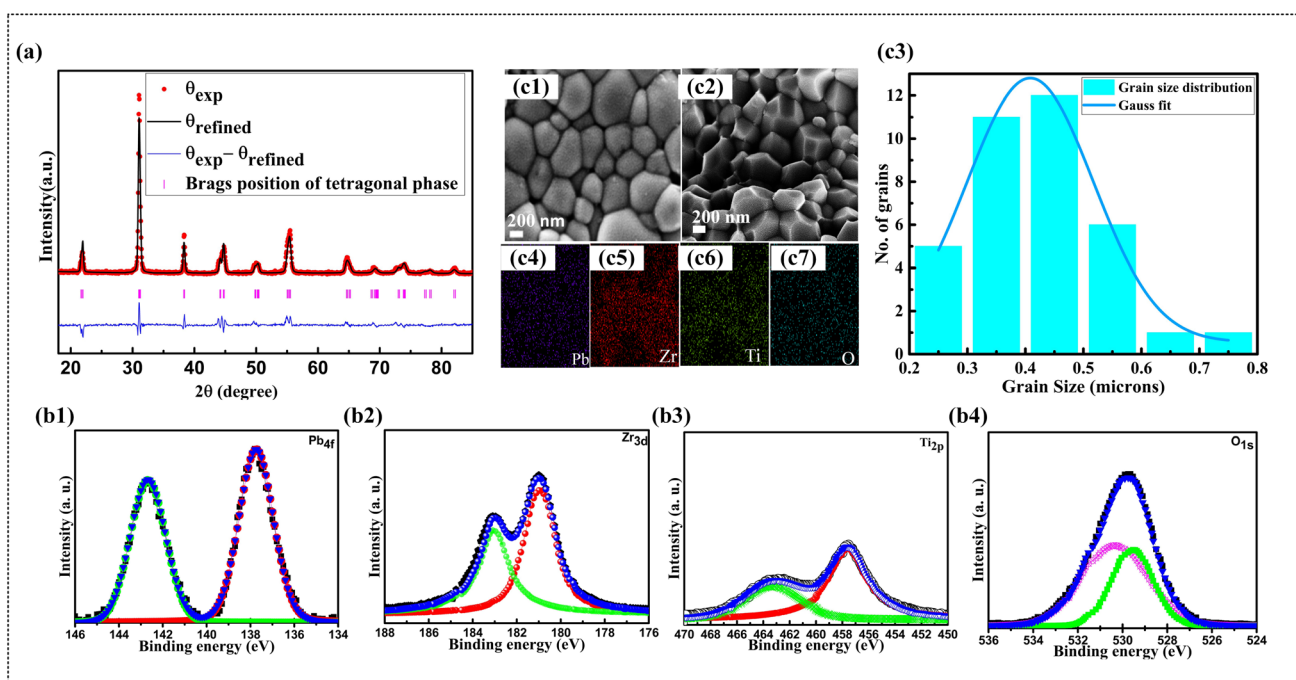 (a)
θexp
θrefined
θexp− θrefined
Brags position of tetragonal phase
Intensity(a.u.)
20 30 40 50 60 70 80
2θ (degree)
(c1)
200 nm
(c2)
200 nm
(c4)
Pb
(c5)
Zr
(c6)
Ti
(c7)
O
(c3)
Grain size distribution
Gauss fit
No. of grains
12
10
8
6
4
2
0
0.2 0.3 0.4 0.5 0.6 0.7 0.8
Grain Size (microns)
(b1)
Pb4f
Intensity (a. u.)
146 144 142 140 138 136 134
Binding energy (eV)
(b2)
Zr3d
Intensity (a. u.)
188 186 184 182 180 178 176
Binding energy (eV)
(b3)
Ti2p
Intensity (a. u.)
470 468 466 464 462 460 458 456 454 452 450
Binding energy (eV)
(b4)
O1s
Intensity (a. u.)
536 534 532 530 528 526 524
Binding energy (eV)